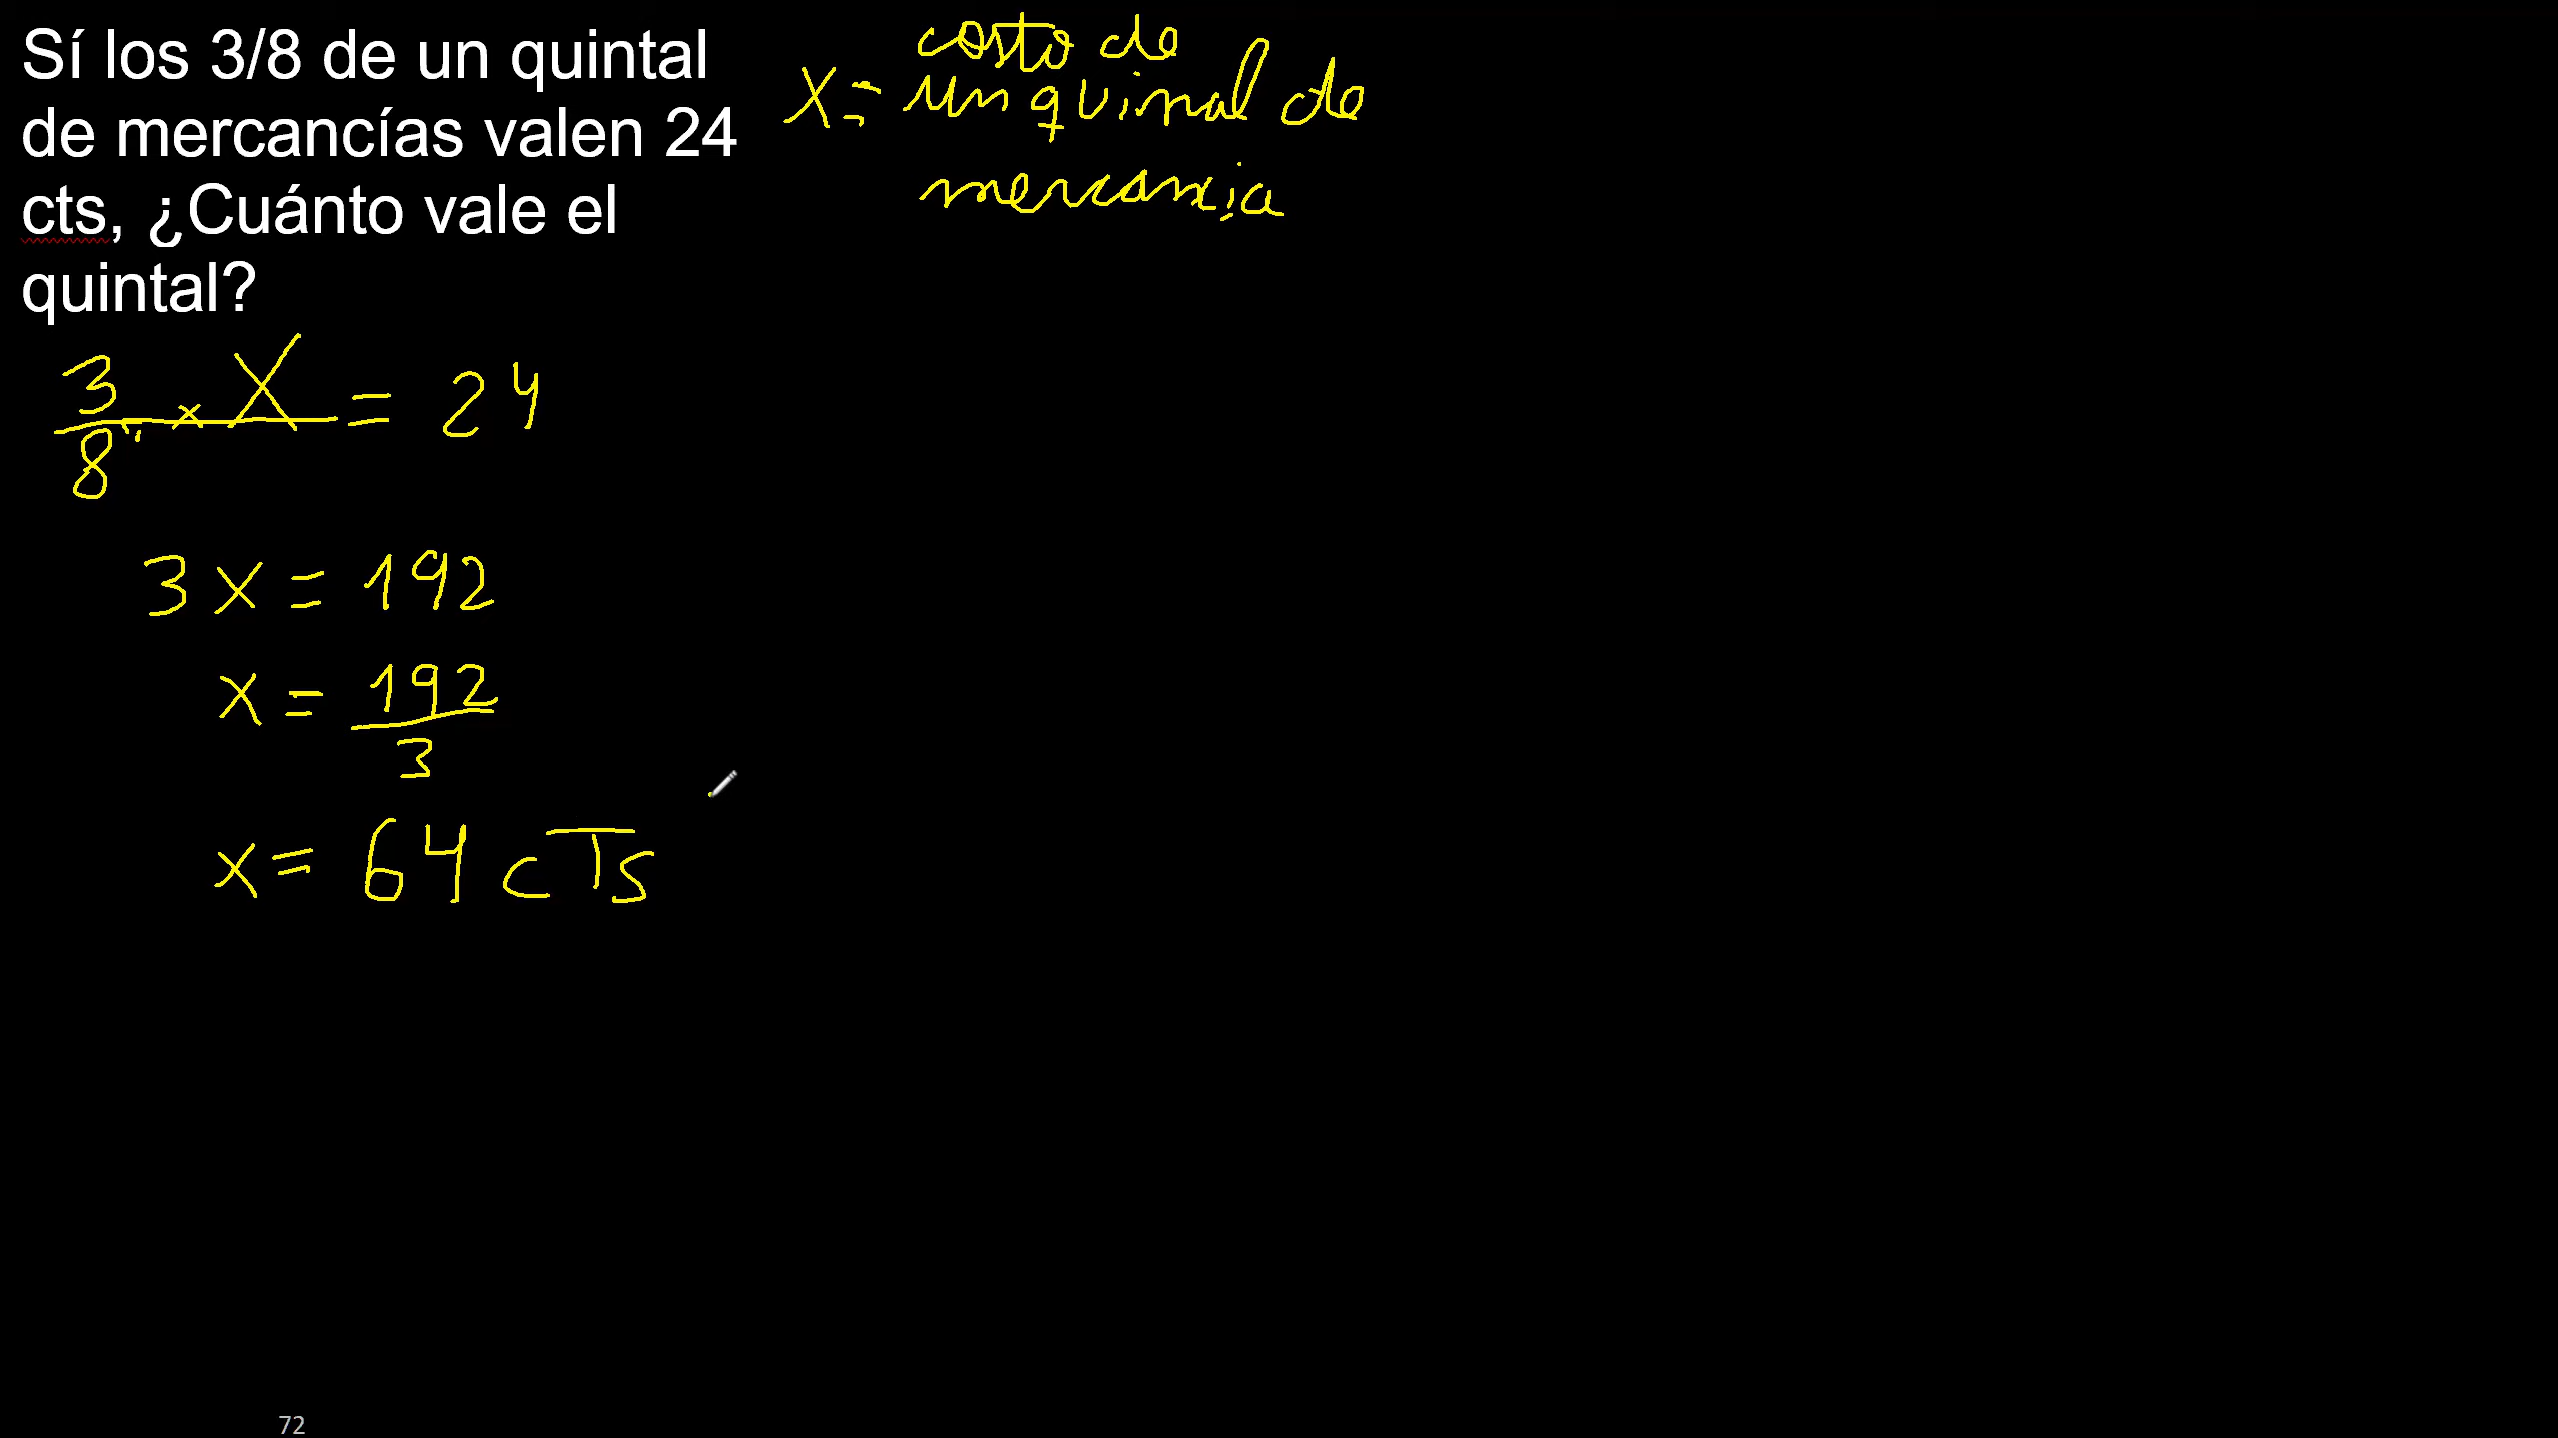 Sí los 3/8 de un quintal
de mercancías valen 24
cts, ¿Cuánto vale el
quintal?
costo de
x = un quinal de
mercancia
3/8 × X = 24
3x = 192
x = 192/3
x = 64 cTs
72